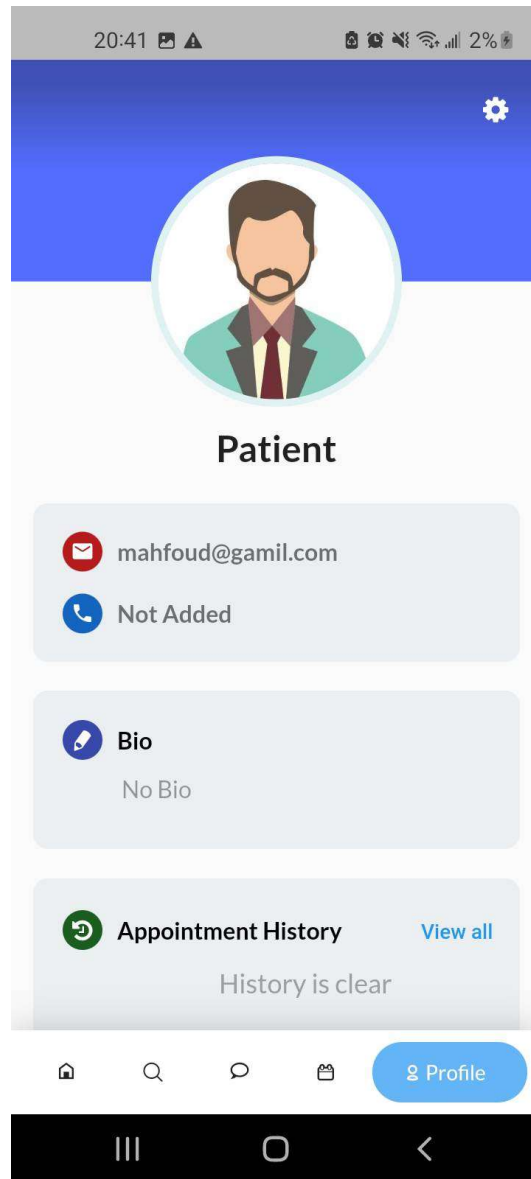 20:41 2%
Patient
mahfoud@gamil.com
Not Added
Bio
No Bio
Appointment History View all
History is clear
Profile